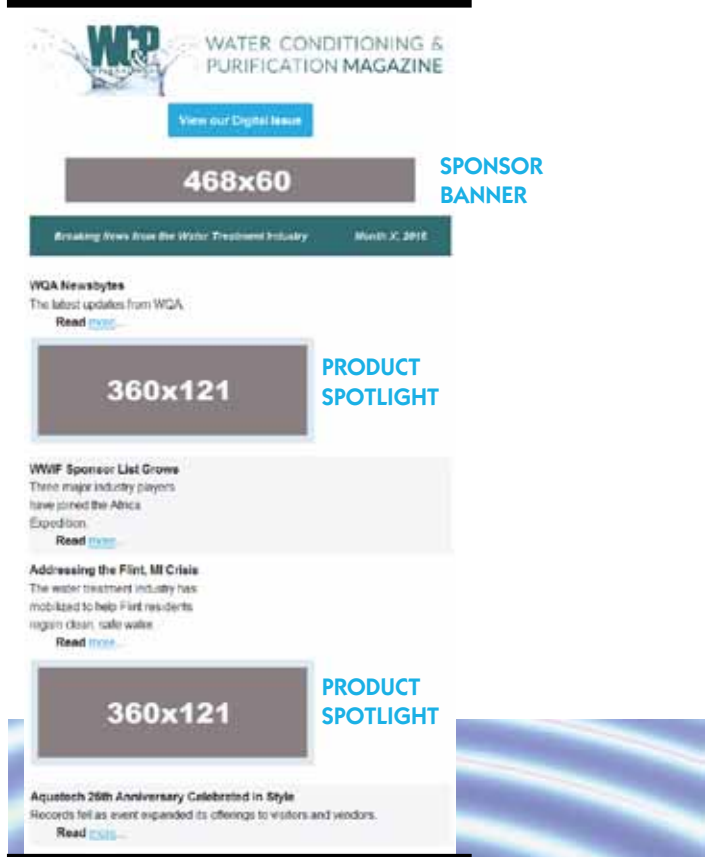 WC&P
WATER CONDITIONING &
PURIFICATION MAGAZINE
View our Digital Issue
468x60
SPONSOR
BANNER
Breaking News from the Water Treatment Industry Month X, 2015
WQA Newsbytes
The latest updates from WQA.
Read more...
360x121
PRODUCT
SPOTLIGHT
WWIF Sponsor List Grows
Three major industry players
have joined the Africa
Expedition.
Read more...
Addressing the Flint, MI Crisis
The water treatment industry has
mobilized to help Flint residents
regain clean, safe water.
Read more...
360x121
PRODUCT
SPOTLIGHT
Aquatech 25th Anniversary Celebrated in Style
Records fell as event expanded its offerings to visitors and vendors.
Read more...